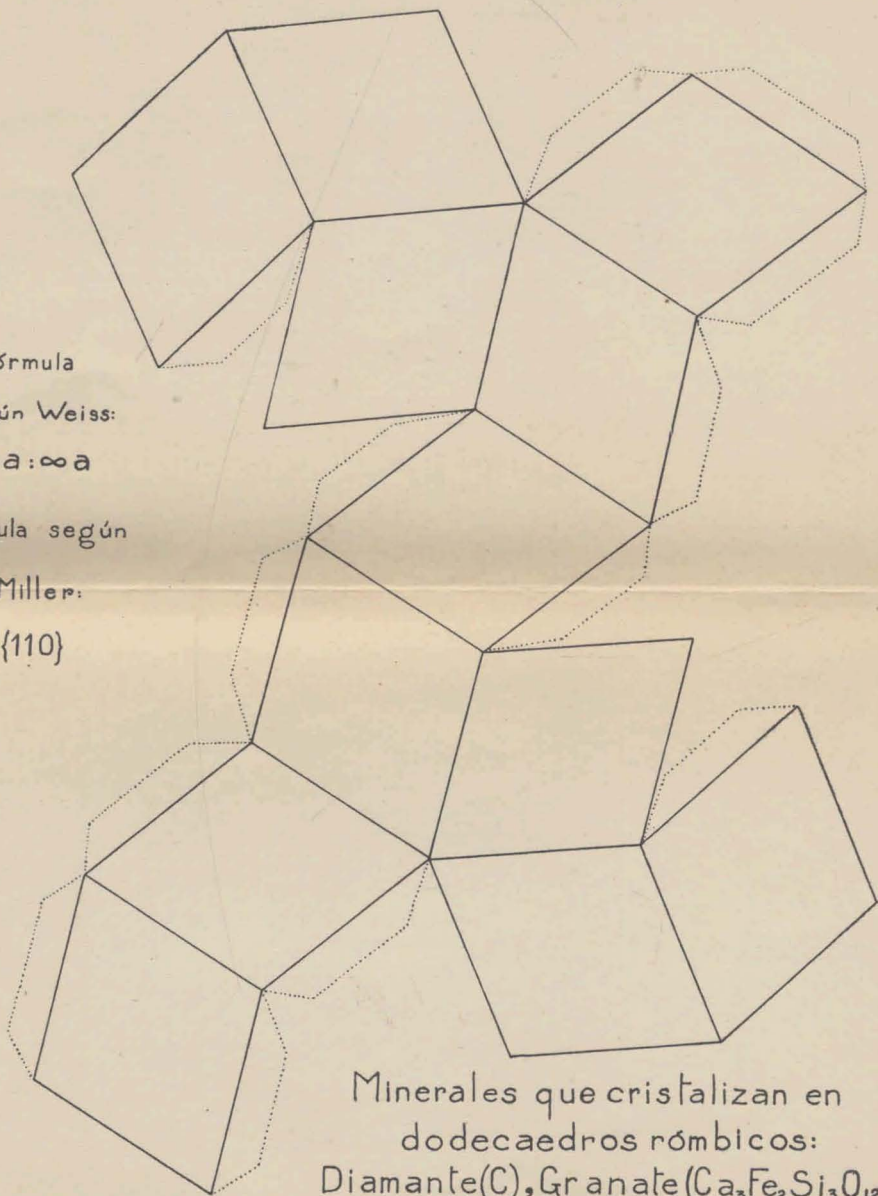 órmula
ún Weiss:
a:∞a
ula según
Miller:
{110}
Minerales que cristalizan en
dodecaedros rómbicos:
Diamante(C), Granate(Ca₃Fe₂Si₃O₁₂